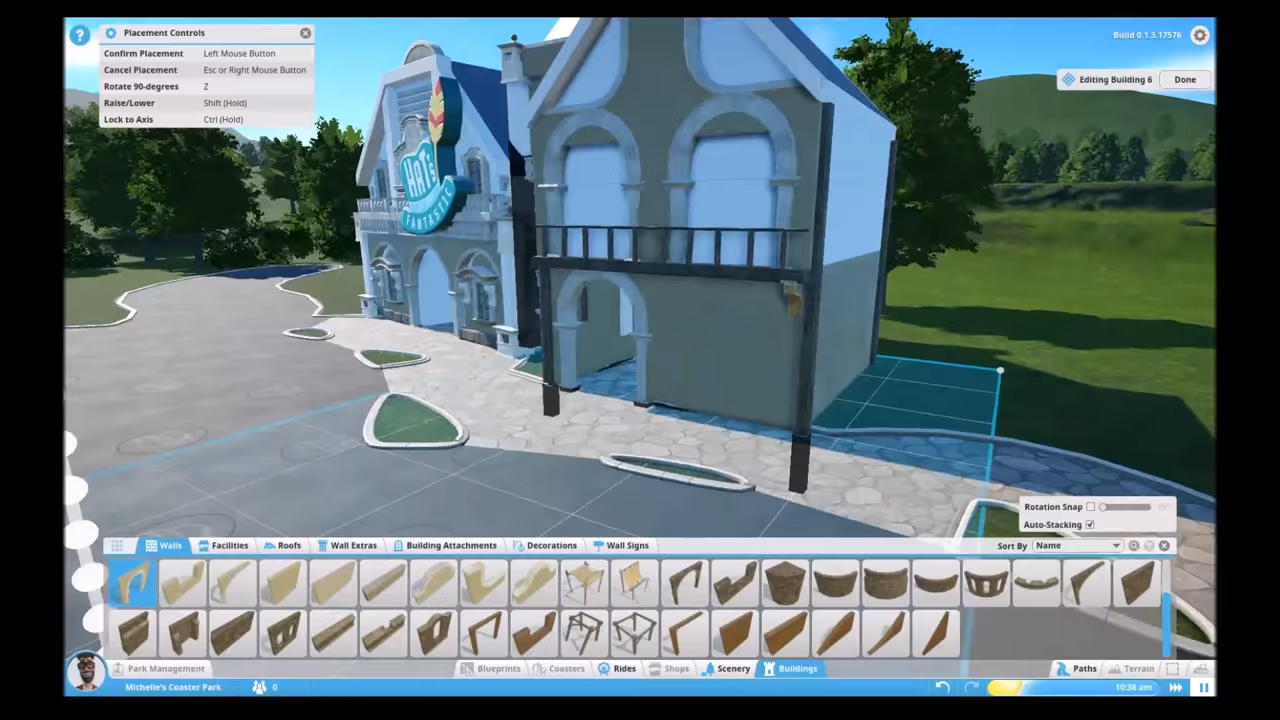 Placement Controls
Confirm Placement Left Mouse Button
Cancel Placement Esc or Right Mouse Button
Rotate 90-degrees Z
Raise/Lower Shift (Hold)
Lock to Axis Ctrl (Hold)
Build 0.1.3.17576
Editing Building 6 Done
HAT'S
FANTASTIC
Rotation Snap
Auto-Stacking
Walls Facilities Roofs Wall Extras Building Attachments Decorations Wall Signs Sort By Name
Park Management Blueprints Coasters Rides Shops Scenery Buildings Paths Terrain
Michelle's Coaster Park 0 10:38 am